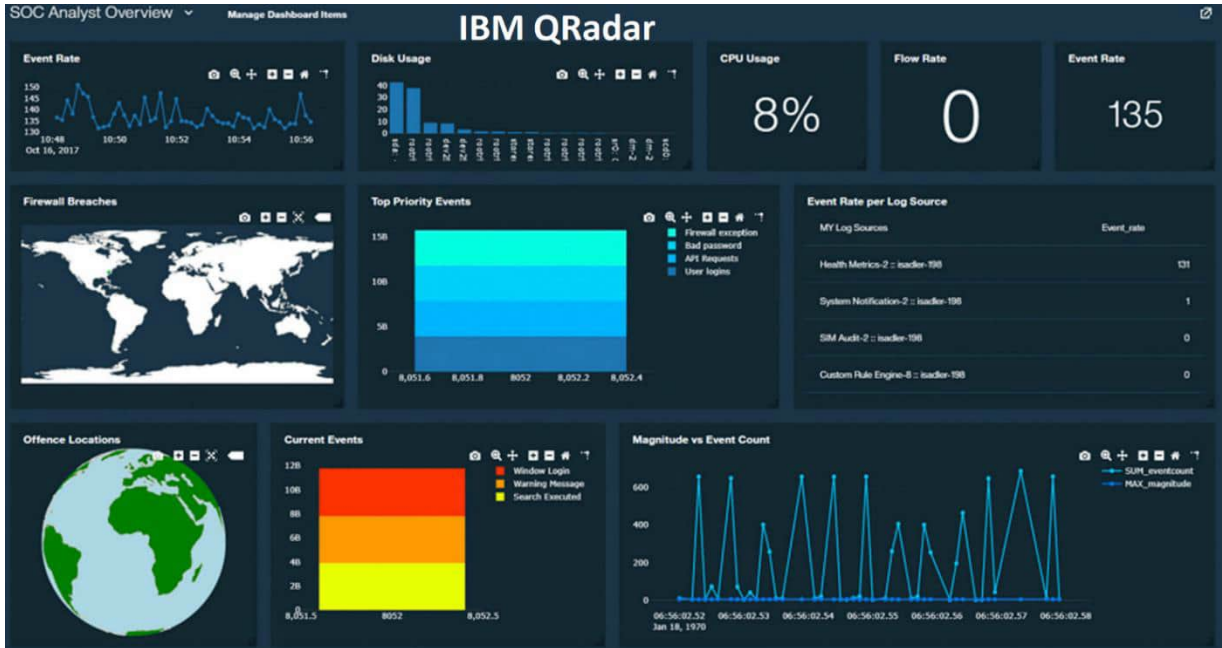 SOC Analyst Overview
Manage Dashboard Items
IBM QRadar
Event Rate
150
145
140
135
130
10:48
10:50
10:52
10:54
10:56
Oct 16, 2017
Disk Usage
40
30
20
10
0
CPU Usage
8%
Flow Rate
0
Event Rate
135
Firewall Breaches
Top Priority Events
15B
10B
5B
0
8,051.6
8,051.8
8052
8,052.2
8,052.4
Firewall exception
Bad password
API Requests
User logins
Event Rate per Log Source
MY Log Sources
Event_rate
Health Metrics-2 :: isadler-198
131
System Notification-2 :: isadler-198
1
SIM Audit-2 :: isadler-198
0
Custom Rule Engine-8 :: isadler-198
0
Offence Locations
Current Events
12B
10B
8B
6B
4B
2B
0
8,051.5
8052
8,052.5
Window Login
Warning Message
Search Executed
Magnitude vs Event Count
600
400
200
0
06:56:02.52
06:56:02.53
06:56:02.54
06:56:02.55
06:56:02.56
06:56:02.57
06:56:02.58
Jan 18, 1970
SUM_eventcount
MAX_magnitude